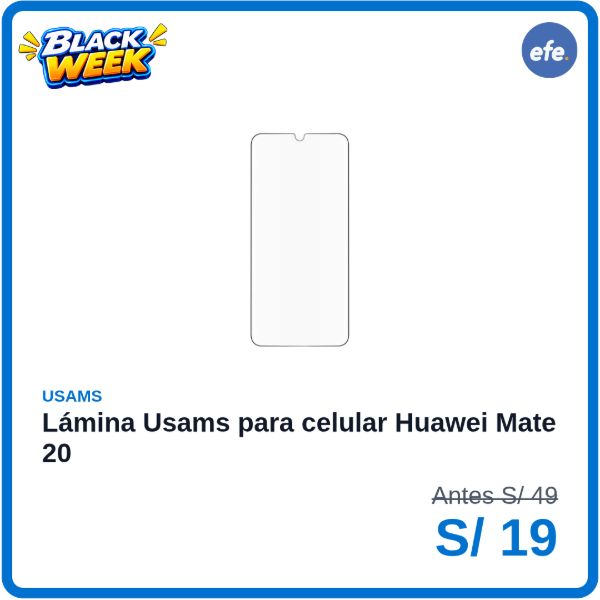 BLACK
WEEK
efe.
USAMS
Lámina Usams para celular Huawei Mate
20
Antes S/ 49
S/ 19